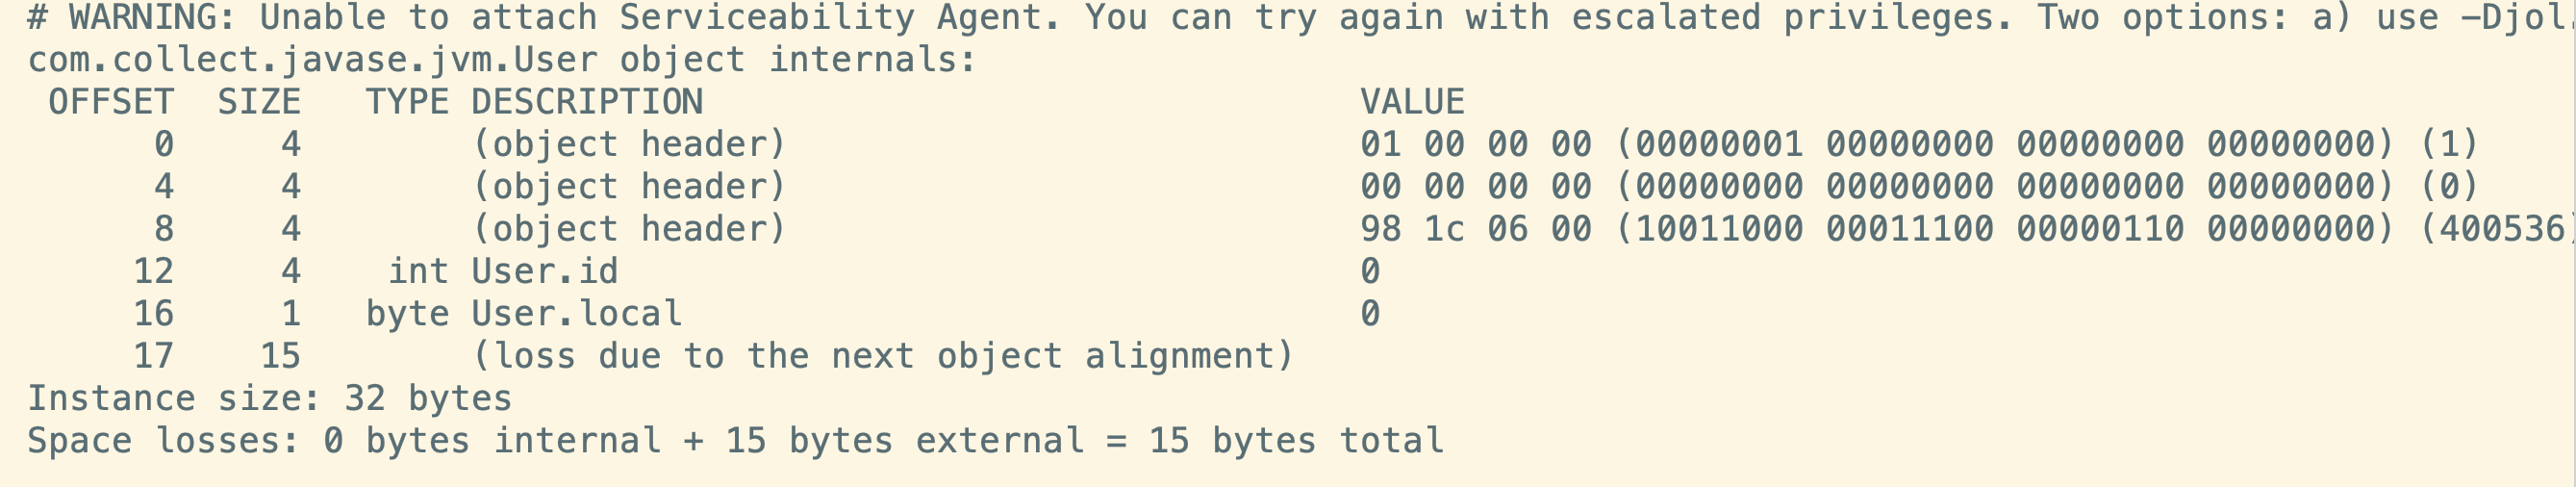 # WARNING: Unable to attach Serviceability Agent. You can try again with escalated privileges. Two options: a) use -Djol.
com.collect.javase.jvm.User object internals:
 OFFSET  SIZE   TYPE DESCRIPTION                               VALUE
      0     4        (object header)                           01 00 00 00 (00000001 00000000 00000000 00000000) (1)
      4     4        (object header)                           00 00 00 00 (00000000 00000000 00000000 00000000) (0)
      8     4        (object header)                           98 1c 06 00 (10011000 00011100 00000110 00000000) (400536)
     12     4    int User.id                                   0
     16     1   byte User.local                                0
     17    15        (loss due to the next object alignment)
Instance size: 32 bytes
Space losses: 0 bytes internal + 15 bytes external = 15 bytes total